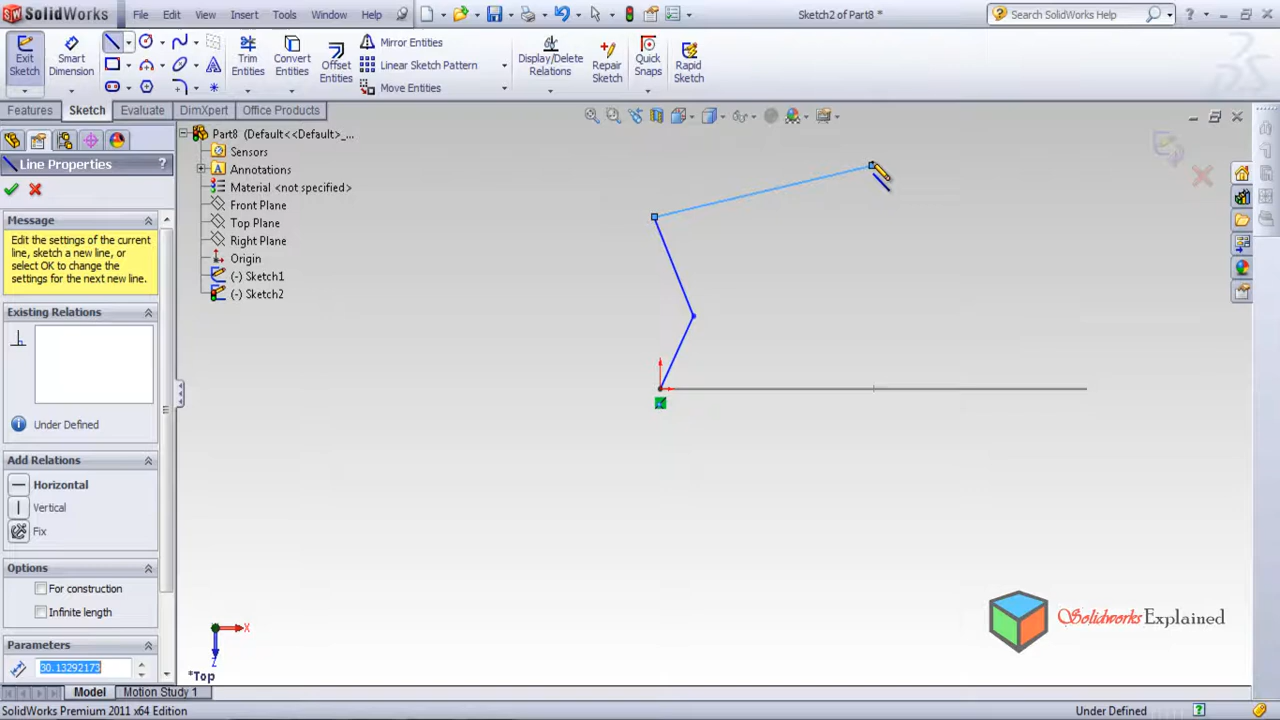 SolidWorks
File Edit View Insert Tools Window Help
Sketch2 of Part8 *
Search SolidWorks Help
Exit Sketch
Smart Dimension
Trim Entities
Convert Entities
Offset Entities
Mirror Entities
Linear Sketch Pattern
Move Entities
Display/Delete Relations
Repair Sketch
Quick Snaps
Rapid Sketch
Features Sketch Evaluate DimXpert Office Products
Line Properties ?
Message
Edit the settings of the current
line, sketch a new line, or
select OK to change the
settings for the next new line.
Existing Relations
Under Defined
Add Relations
Horizontal
Vertical
Fix
Options
For construction
Infinite length
Parameters
30.13292173
Part8 (Default<<Default>_...
Sensors
Annotations
Material <not specified>
Front Plane
Top Plane
Right Plane
Origin
(-) Sketch1
(-) Sketch2
X
Z
*Top
Solidworks Explained
Model Motion Study 1
SolidWorks Premium 2011 x64 Edition
Under Defined